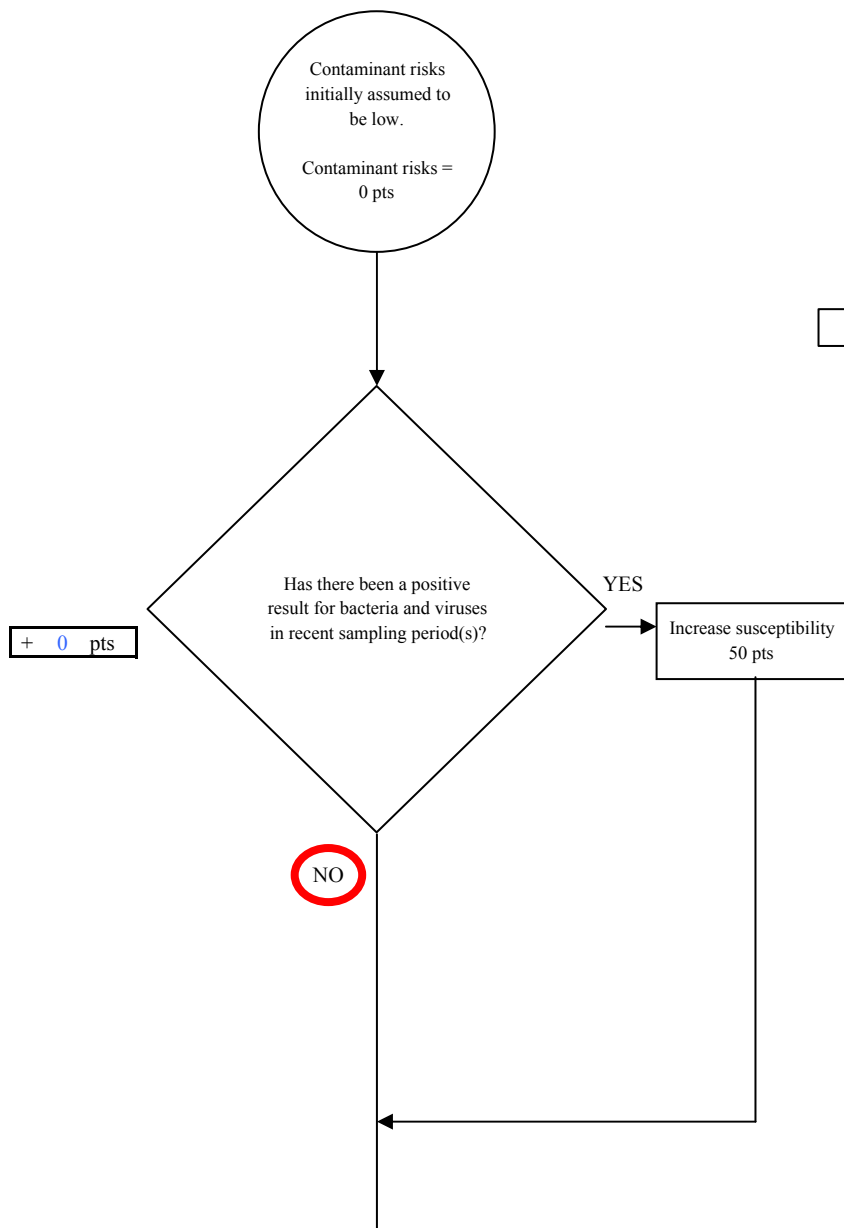 Contaminant risks
initially assumed to
be low.
Contaminant risks =
0 pts
Has there been a positive
result for bacteria and viruses
in recent sampling period(s)?
YES
+ 0 pts
Increase susceptibility
50 pts
NO